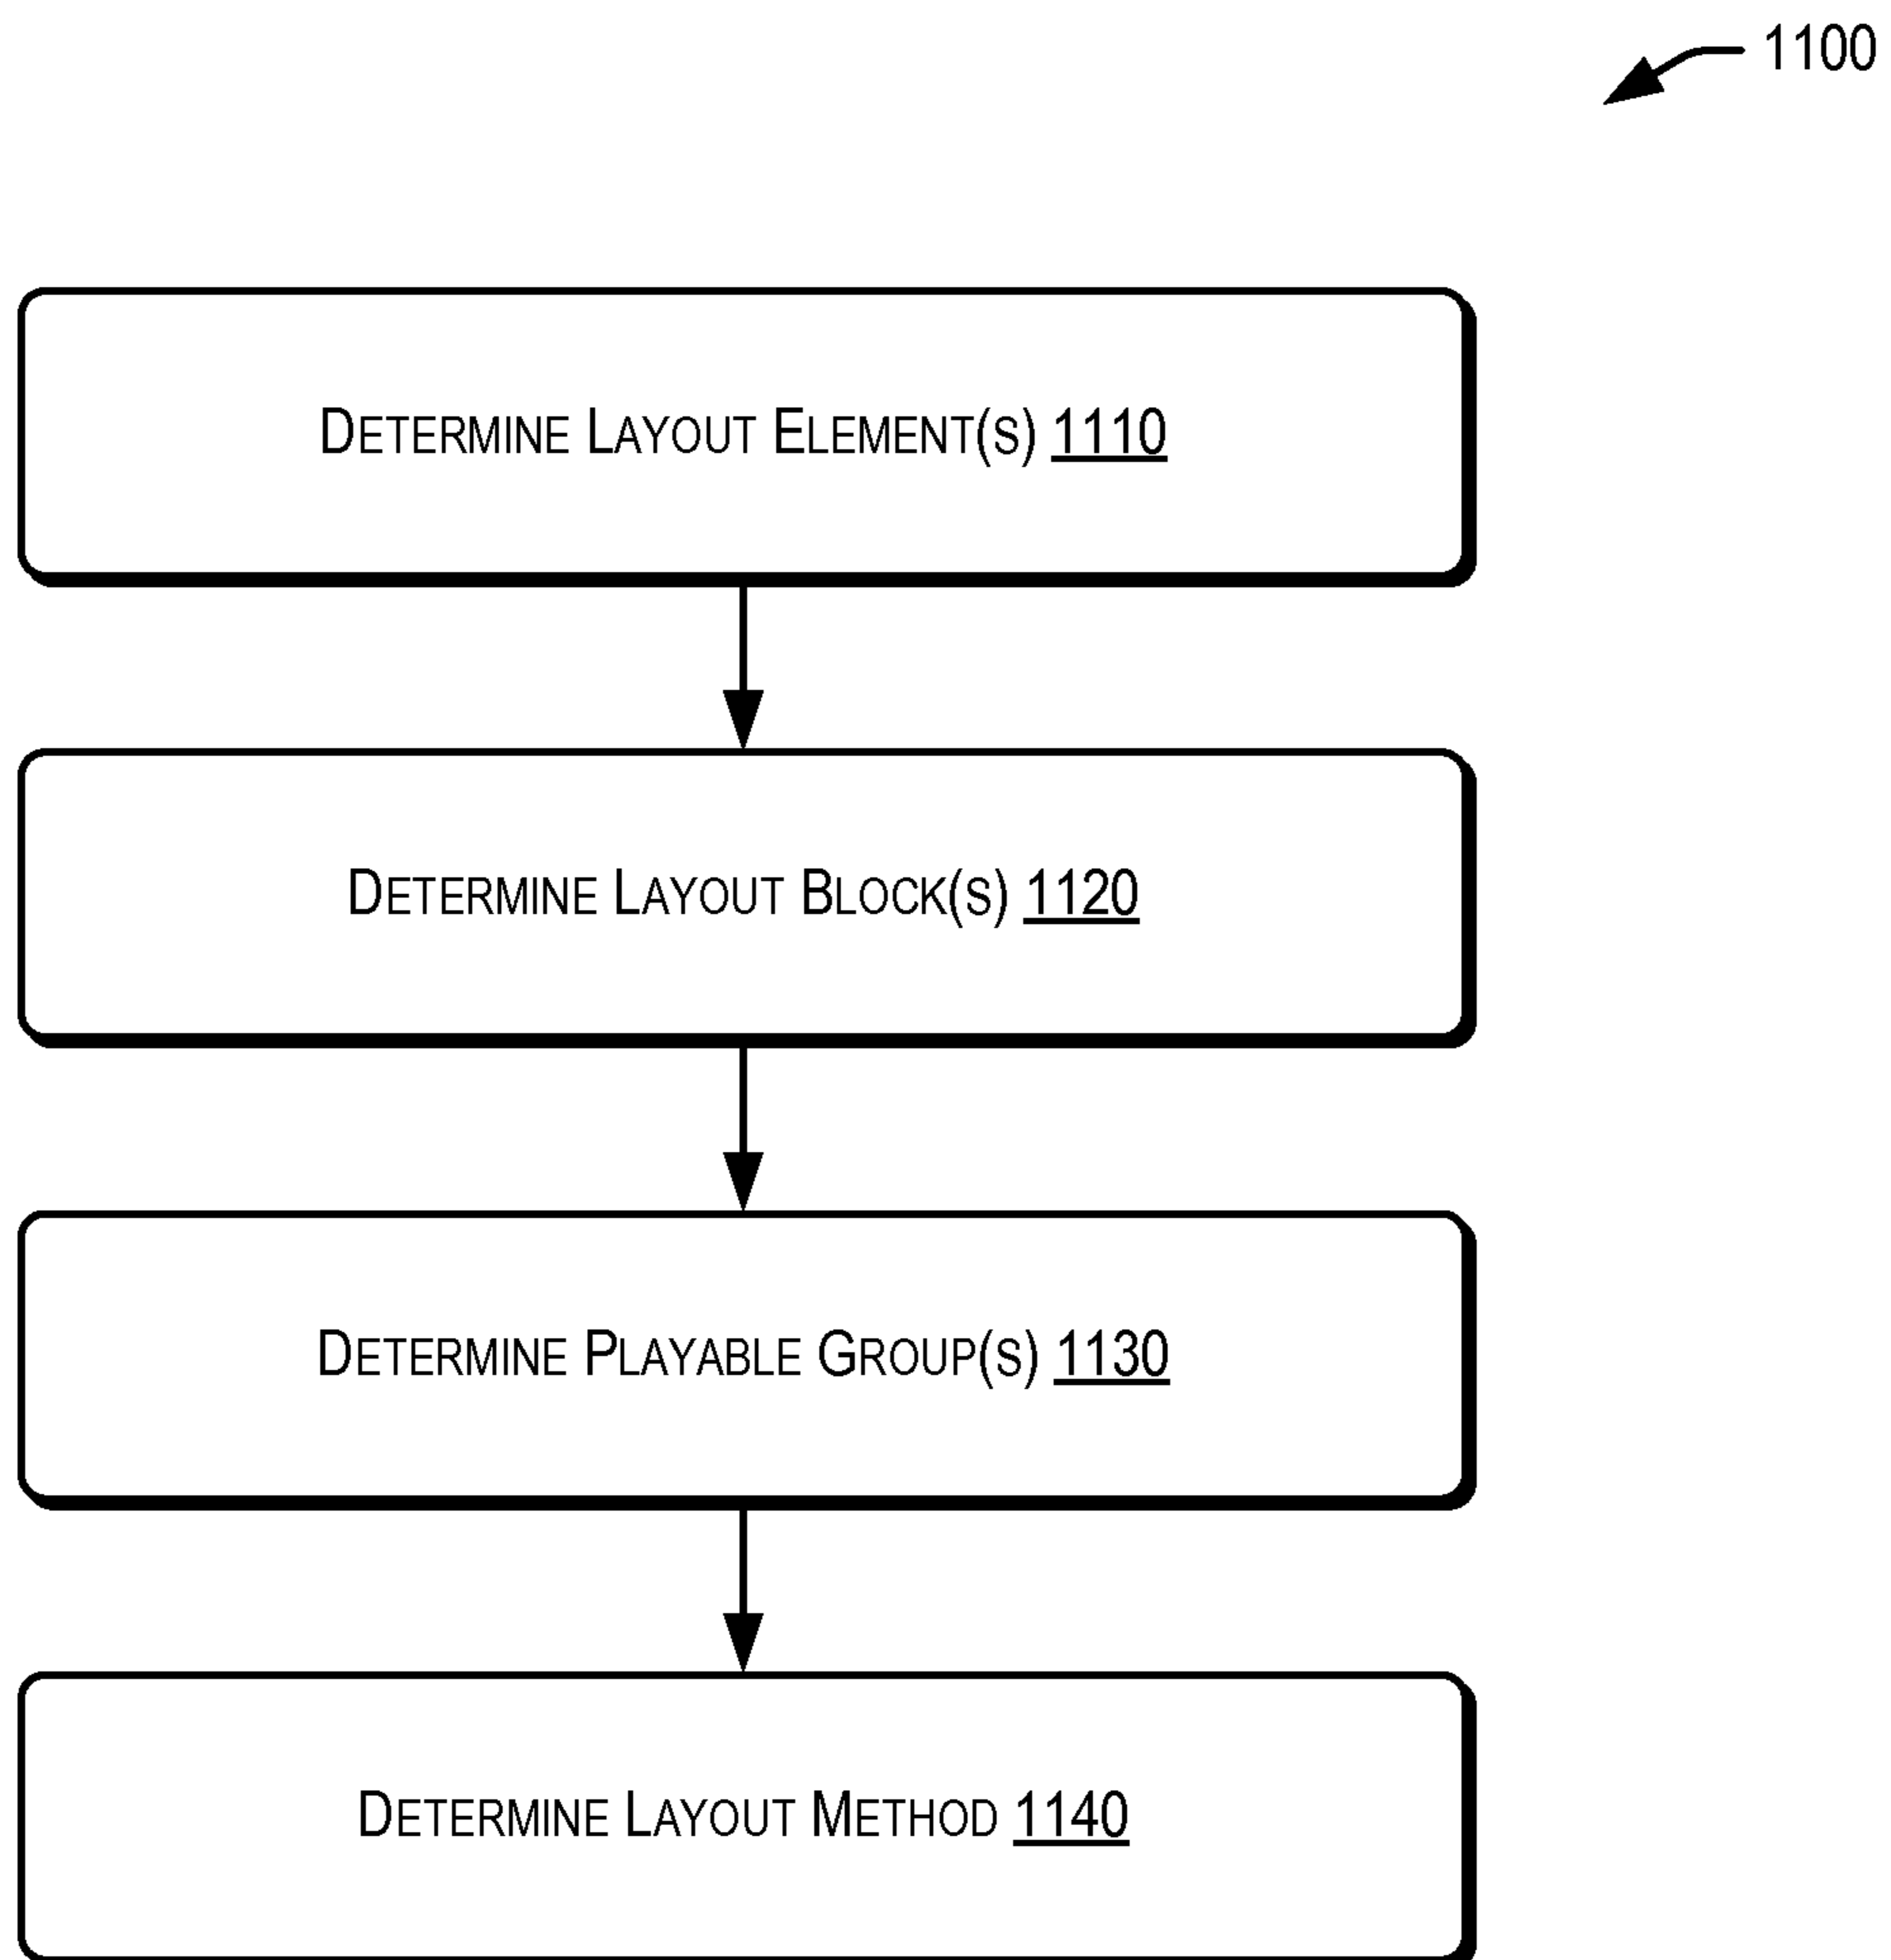 1100
Determine Layout Element(s) 1110
Determine Layout Block(s) 1120
Determine Playable Group(s) 1130
Determine Layout Method 1140